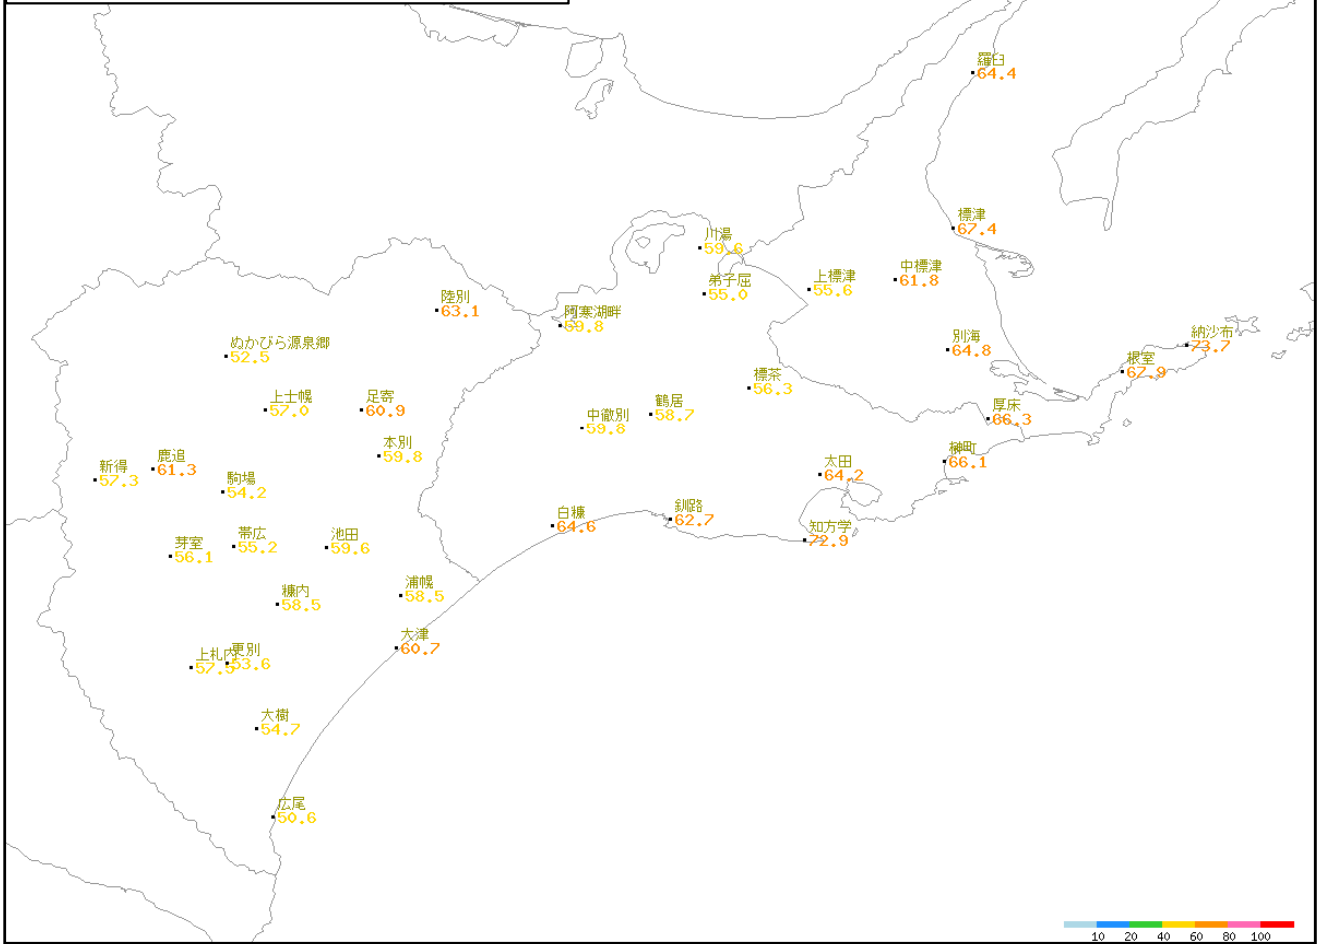 羅臼
64.4
標津
67.4
川湯
59.6
中標津
61.8
上標津
55.6
弟子屈
55.0
陸別
63.1
阿寒湖畔
59.8
納沙布
73.7
ぬかびら源泉郷
52.5
別海
64.8
根室
67.9
標茶
56.3
上士幌
57.0
足寄
60.9
鶴居
58.7
厚床
66.3
中徹別
59.8
本別
59.8
榊町
66.1
鹿追
61.3
新得
57.3
太田
64.2
駒場
54.2
釧路
62.7
白糠
64.6
知方学
72.9
帯広
55.2
池田
59.6
芽室
56.1
浦幌
58.5
糠内
58.5
大津
60.7
更別
53.6
上札内
57.5
大樹
54.7
広尾
50.6
10 20 40 60 80 100